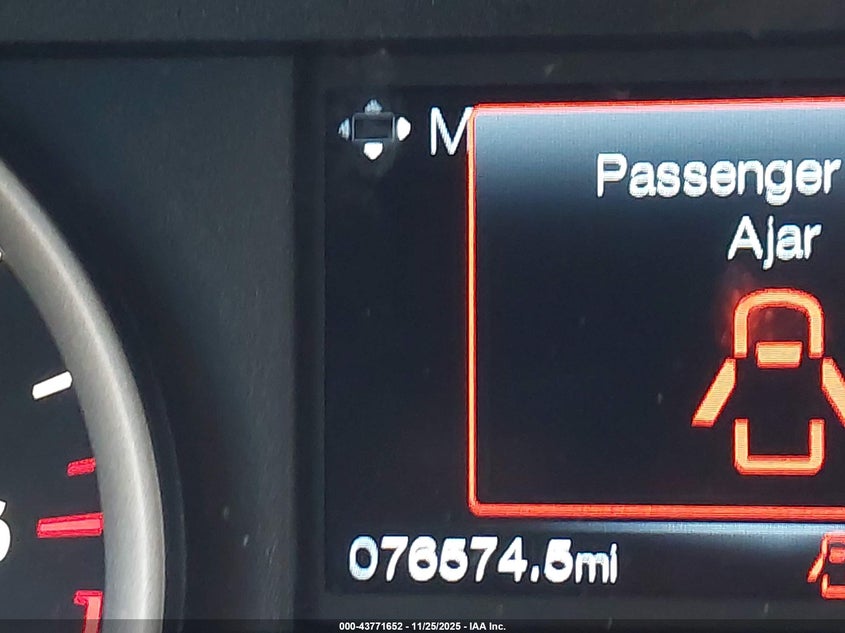 M
Passenger
Ajar
076574.5mi
000-43771652 - 11/25/2025 - IAA Inc.